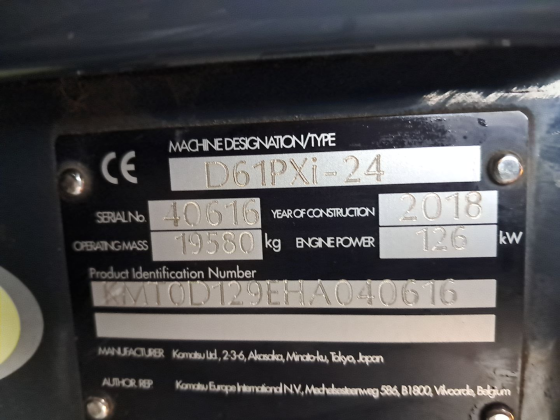 MACHINE DESIGNATION/TYPE
CE D61PXi-24
SERIAL No. 40616 YEAR OF CONSTRUCTION 2018
OPERATING MASS 19580 kg ENGINE POWER 126 kW
Product Identification Number
KMT0D129EHA040616
MANUFACTURER Komatsu Ltd., 2-3-6, Akasaka, Minato-ku, Tokyo, Japan
AUTHOR. REP Komatsu Europe International N.V., Mechelsesteenweg 586, B1800, Vilvoorde, Belgium